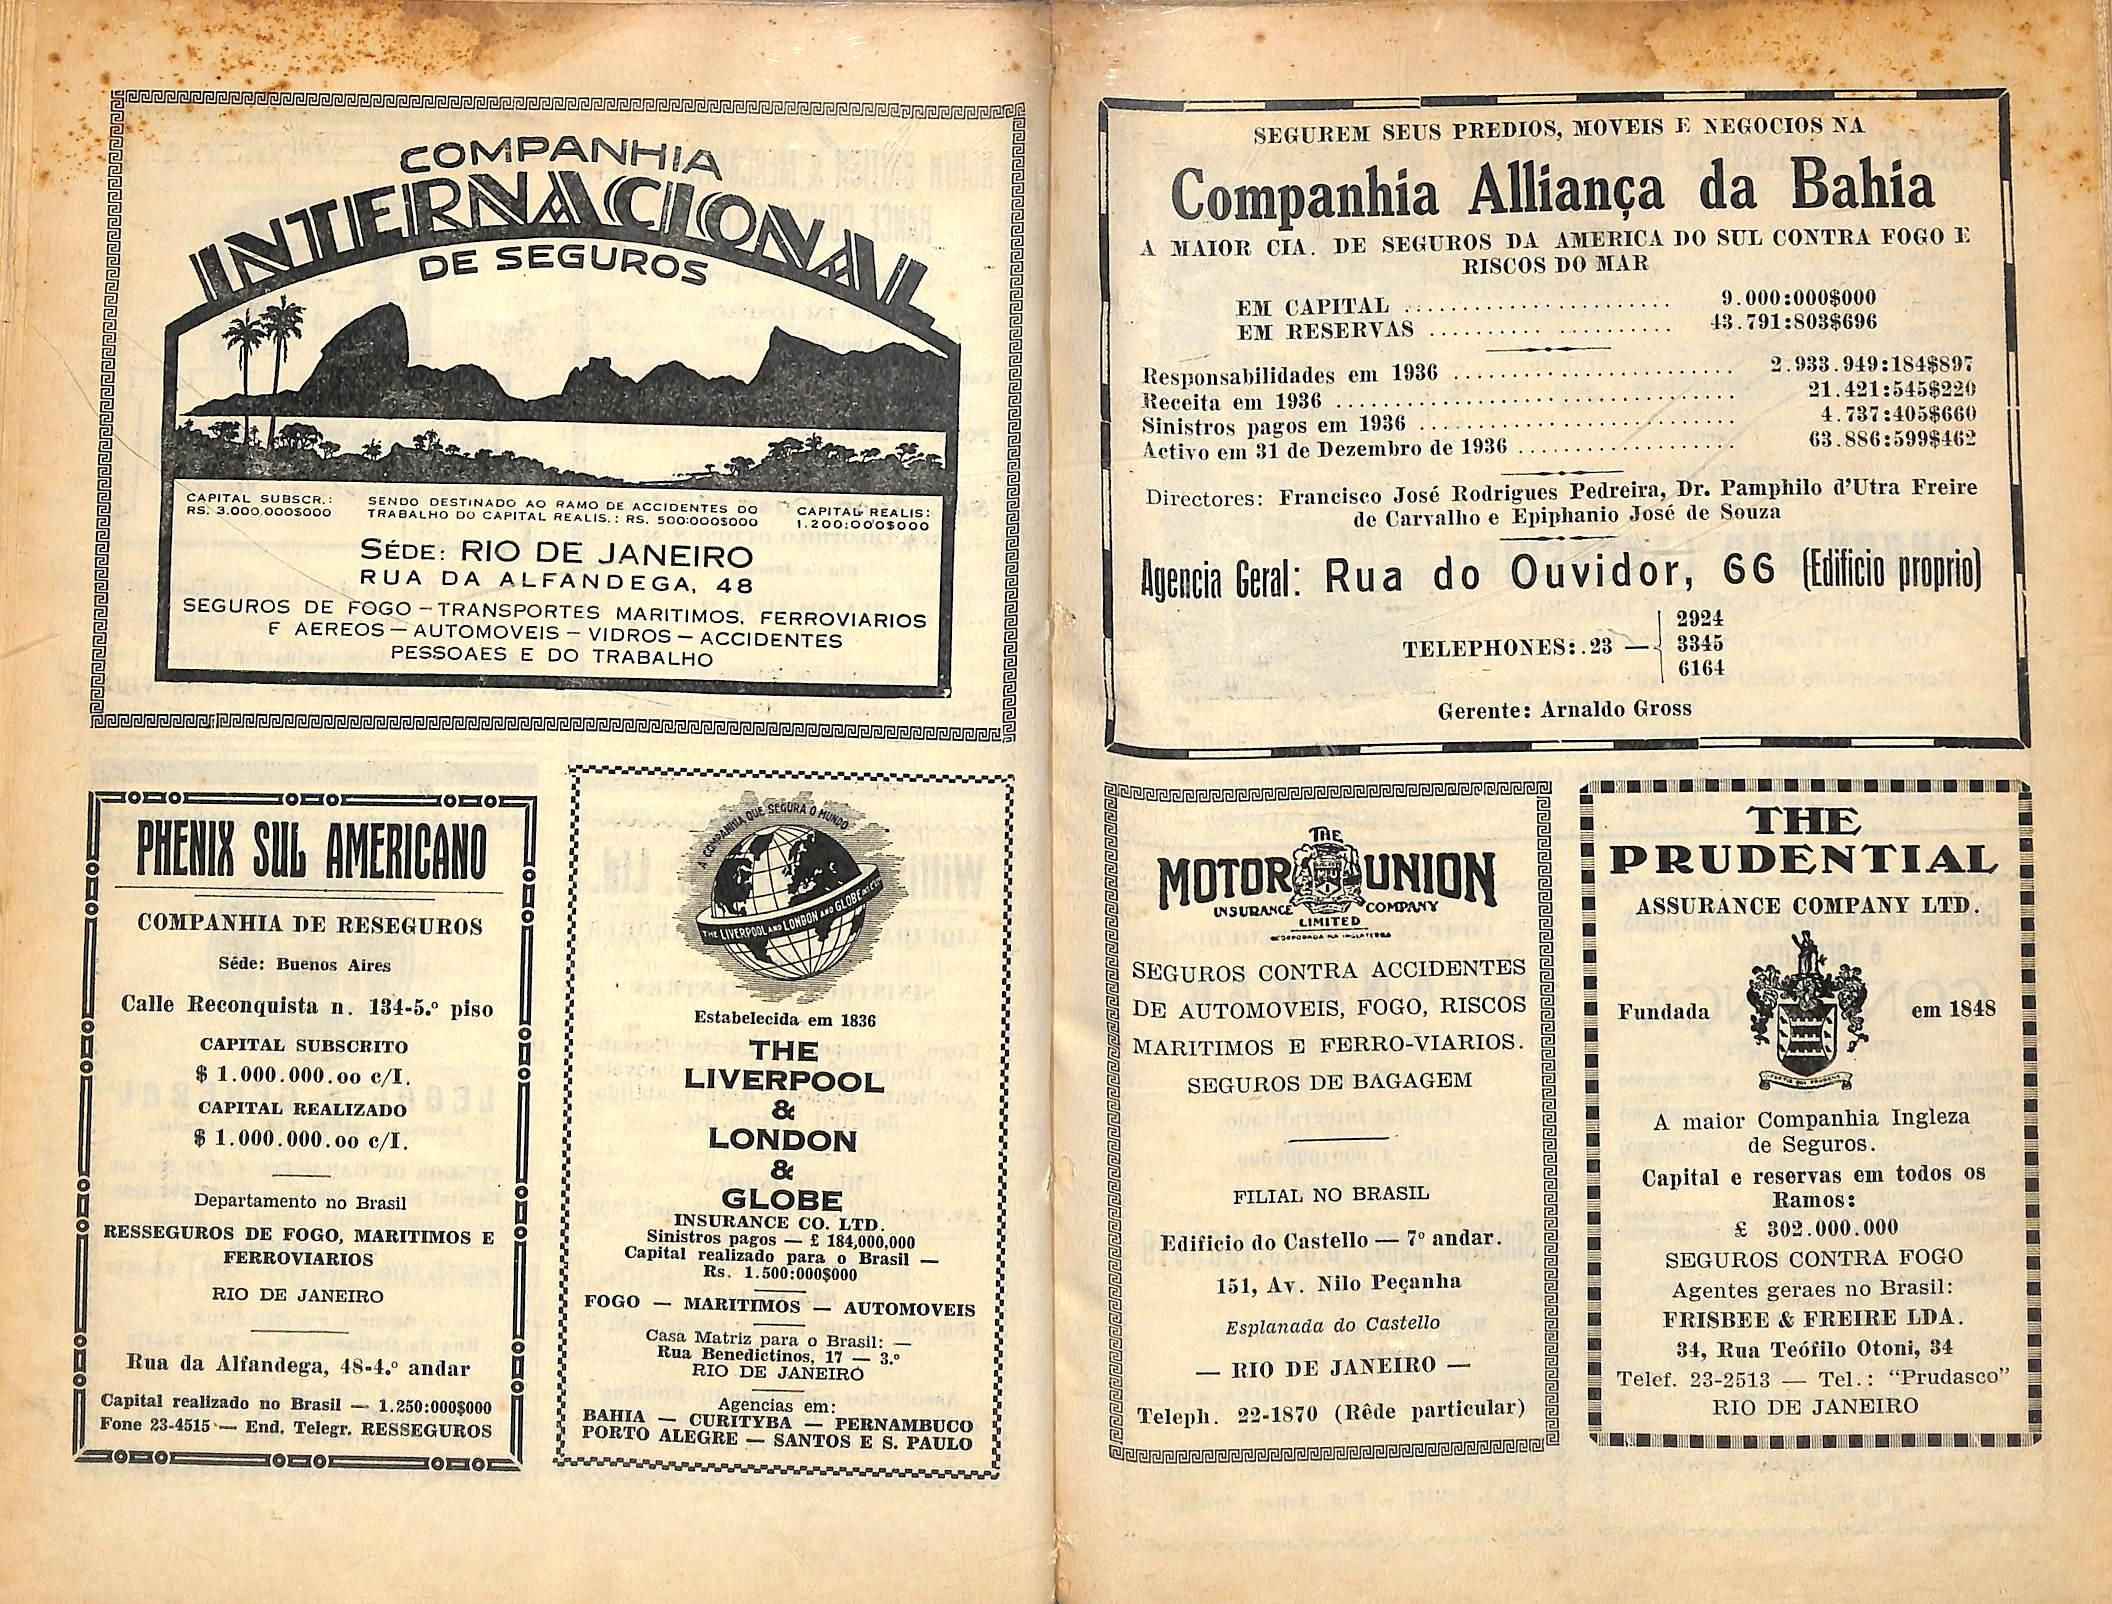 COMPANHIA
INTERNACIONAL
DE SEGUROS
CAPITAL SUBSCR.:
RS. 3.000.000$000
SENDO DESTINADO AO RAMO DE ACCIDENTES DO
TRABALHO DO CAPITAL REALIS.: RS. 500:000$000
CAPITAL REALIS:
1.200:000$000
SÉDE: RIO DE JANEIRO
RUA DA ALFANDEGA, 48
SEGUROS DE FOGO – TRANSPORTES MARITIMOS, FERROVIARIOS
E AEREOS – AUTOMOVEIS – VIDROS – ACCIDENTES
PESSOAES E DO TRABALHO
PHENIX SUL AMERICANO
COMPANHIA DE RESEGUROS
Séde: Buenos Aires
Calle Reconquista n. 134-5.º piso
CAPITAL SUBSCRITO
$ 1.000.000.oo c/I.
CAPITAL REALIZADO
$ 1.000.000.oo c/I.
Departamento no Brasil
RESSEGUROS DE FOGO, MARITIMOS E
FERROVIARIOS
RIO DE JANEIRO
Rua da Alfandega, 48-4.º andar
Capital realizado no Brasil — 1.250:000$000
Fone 23-4515 — End. Telegr. RESSEGUROS
A COMPANHIA QUE SEGURA O MUNDO
THE LIVERPOOL AND LONDON AND GLOBE INS Cº LTº
Estabelecida em 1836
THE
LIVERPOOL
&
LONDON
&
GLOBE
INSURANCE CO. LTD.
Sinistros pagos — £ 184,000,000
Capital realizado para o Brasil —
Rs. 1.500:000$000
FOGO — MARITIMOS — AUTOMOVEIS
Casa Matriz para o Brasil: —
Rua Benedictinos, 17 — 3.º
RIO DE JANEIRO
Agencias em:
BAHIA — CURITYBA — PERNAMBUCO
PORTO ALEGRE — SANTOS E S. PAULO
SEGUREM SEUS PREDIOS, MOVEIS E NEGOCIOS NA
Companhia Alliança da Bahia
A MAIOR CIA. DE SEGUROS DA AMERICA DO SUL CONTRA FOGO E
RISCOS DO MAR
EM CAPITAL ........................ 9.000:000$000
EM RESERVAS ...................... 43.791:803$696
Responsabilidades em 1936 ........................ 2.933.949:184$897
Receita em 1936 .................................. 21.421:545$220
Sinistros pagos em 1936 ........................... 4.737:405$660
Activo em 31 de Dezembro de 1936 .................. 63.886:599$462
Directores: Francisco José Rodrigues Pedreira, Dr. Pamphilo d'Utra Freire
de Carvalho e Epiphanio José de Souza
Agencia Geral: Rua do Ouvidor, 66 (Edificio proprio)
2924
TELEPHONES: 23 — 3345
6164
Gerente: Arnaldo Gross
THE
MOTOR UNION
INSURANCE COMPANY
LIMITED
INCORPORADA NA INGLATERRA
SEGUROS CONTRA ACCIDENTES
DE AUTOMOVEIS, FOGO, RISCOS
MARITIMOS E FERRO-VIARIOS.
SEGUROS DE BAGAGEM
FILIAL NO BRASIL
Edificio do Castello — 7º andar.
151, Av. Nilo Peçanha
Esplanada do Castello
— RIO DE JANEIRO —
Teleph. 22-1870 (Rêde particular)
THE
PRUDENTIAL
ASSURANCE COMPANY LTD.
Fundada em 1848
FORTIS QUI PRUDENS
A maior Companhia Ingleza
de Seguros.
Capital e reservas em todos os
Ramos:
£ 302.000.000
SEGUROS CONTRA FOGO
Agentes geraes no Brasil:
FRISBEE & FREIRE LDA.
34, Rua Teófilo Otoni, 34
Telef. 23-2513 — Tel.: "Prudasco"
RIO DE JANEIRO